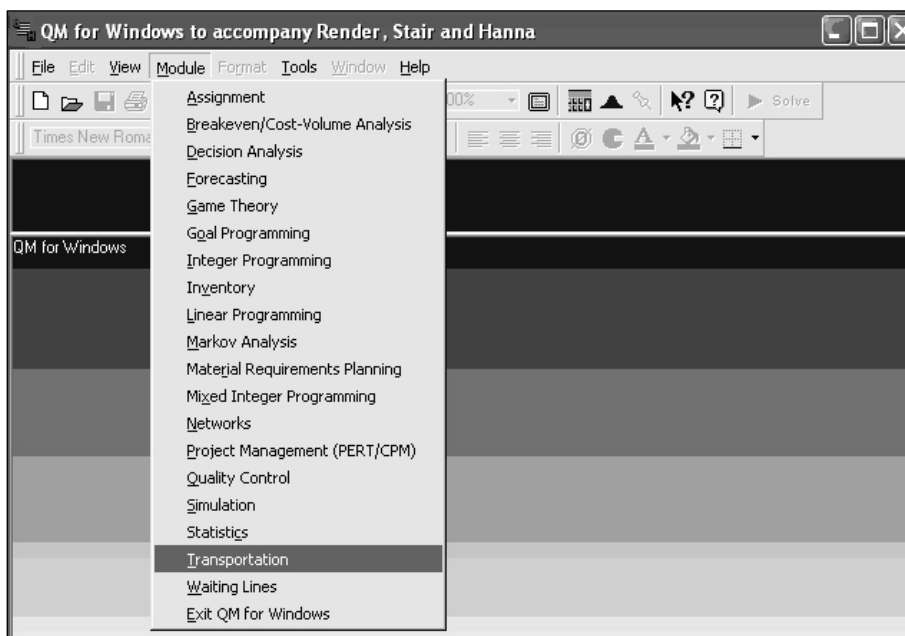 QM for Windows to accompany Render, Stair and Hanna
File Edit View Module Format Tools Window Help
00% Solve
Times New Roma
QM for Windows
Assignment
Breakeven/Cost-Volume Analysis
Decision Analysis
Forecasting
Game Theory
Goal Programming
Integer Programming
Inventory
Linear Programming
Markov Analysis
Material Requirements Planning
Mixed Integer Programming
Networks
Project Management (PERT/CPM)
Quality Control
Simulation
Statistics
Transportation
Waiting Lines
Exit QM for Windows